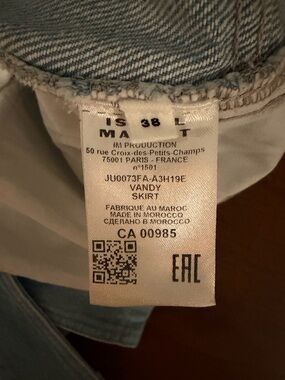 IS 38 L
MA T
IM PRODUCTION
50 rue Croix-des-Petits-Champs
75001 PARIS - FRANCE
n°1501
JU0073FA-A3H19E
VANDY
SKIRT
FABRIQUE AU MAROC
MADE IN MOROCCO
СДЕЛАНО В МОРОККО
CA 00985
EAC